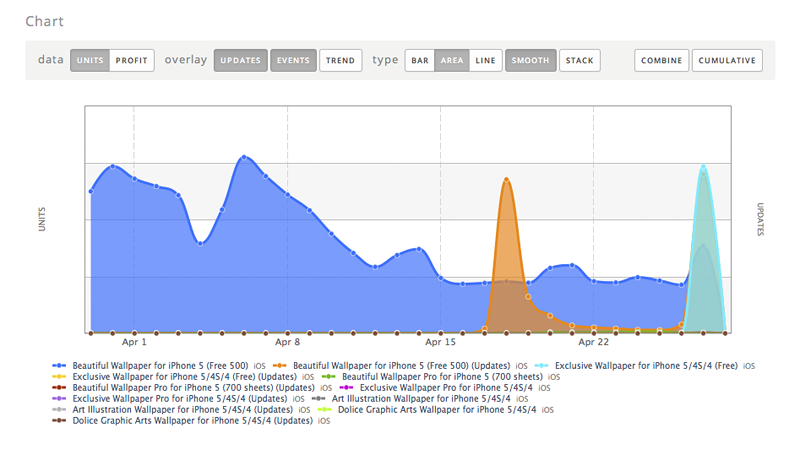 Chart
data UNITS PROFIT overlay UPDATES EVENTS TREND type BAR AREA LINE SMOOTH STACK COMBINE CUMULATIVE
UNITS
UPDATES
Apr 1 Apr 8 Apr 15 Apr 22
Beautiful Wallpaper for iPhone 5 (Free 500) iOS Beautiful Wallpaper for iPhone 5 (Free 500) (Updates) iOS Exclusive Wallpaper for iPhone 5/4S/4 (Free) iOS
Exclusive Wallpaper for iPhone 5/4S/4 (Free) (Updates) iOS Beautiful Wallpaper Pro for iPhone 5 (700 sheets) iOS
Beautiful Wallpaper Pro for iPhone 5 (700 sheets) (Updates) iOS Exclusive Wallpaper Pro for iPhone 5/4S/4 iOS
Exclusive Wallpaper Pro for iPhone 5/4S/4 (Updates) iOS Art Illustration Wallpaper for iPhone 5/4S/4 iOS
Art Illustration Wallpaper for iPhone 5/4S/4 (Updates) iOS Dolice Graphic Arts Wallpaper for iPhone 5/4S/4 iOS
Dolice Graphic Arts Wallpaper for iPhone 5/4S/4 (Updates) iOS